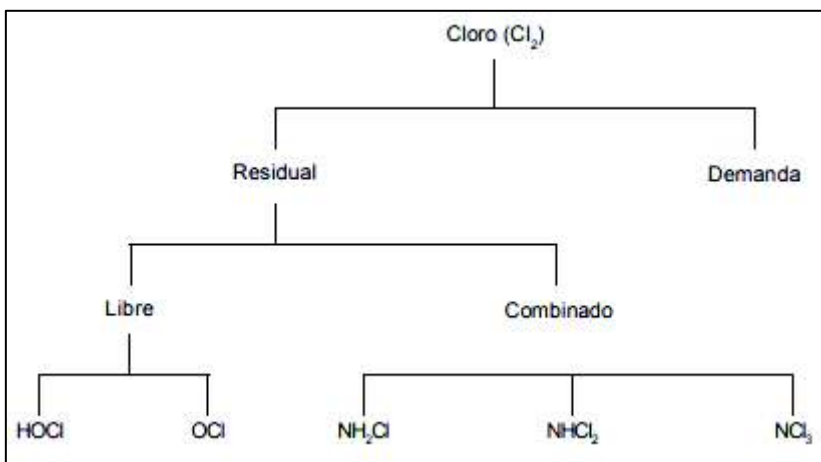 Cloro (Cl₂)
Residual
Demanda
Libre
Combinado
HOCl
OCl
NH₂Cl
NHCl₂
NCl₃